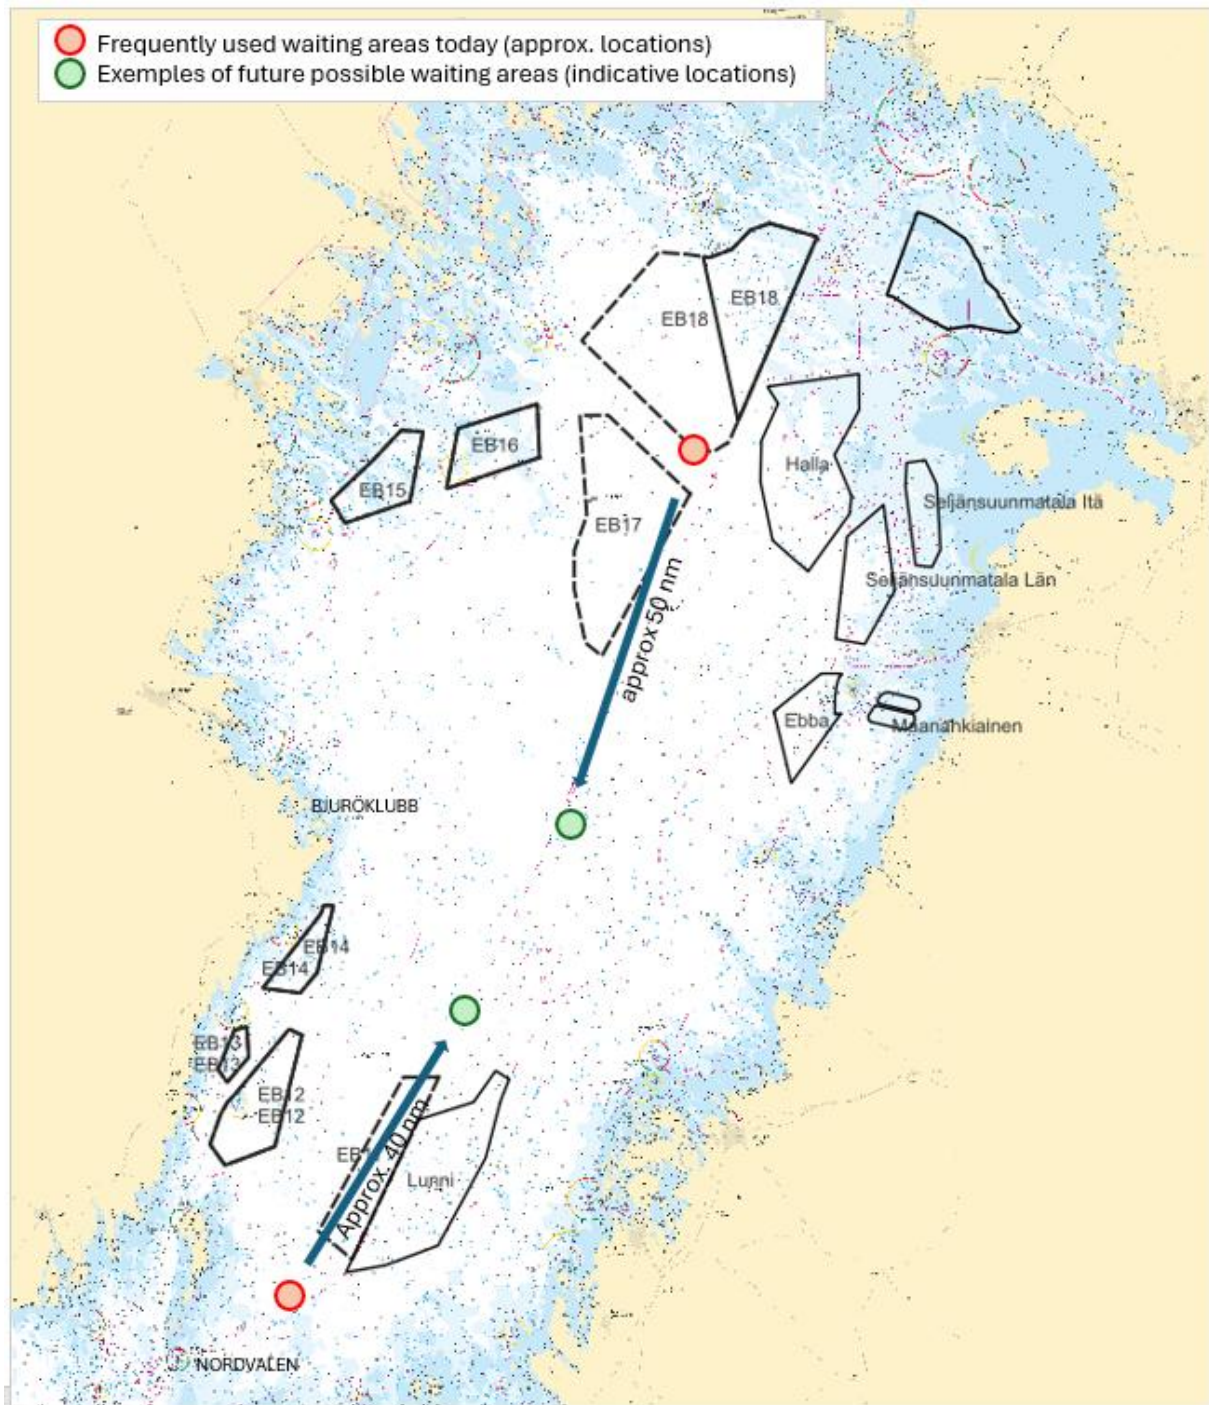 Frequently used waiting areas today (approx. locations)
Exemples of future possible waiting areas (indicative locations)
EB18
EB18
EB16
Halla
EB15
Seljänsuunmatala Itä
EB17
Seljänsuunmatala Län
approx 50 nm
Ebba
Maanahkiainen
BJURÖKLUBB
EB14
EB14
EB13
EB13
EB12
EB12
Approx. 40 nm
Lunni
NORDVALEN